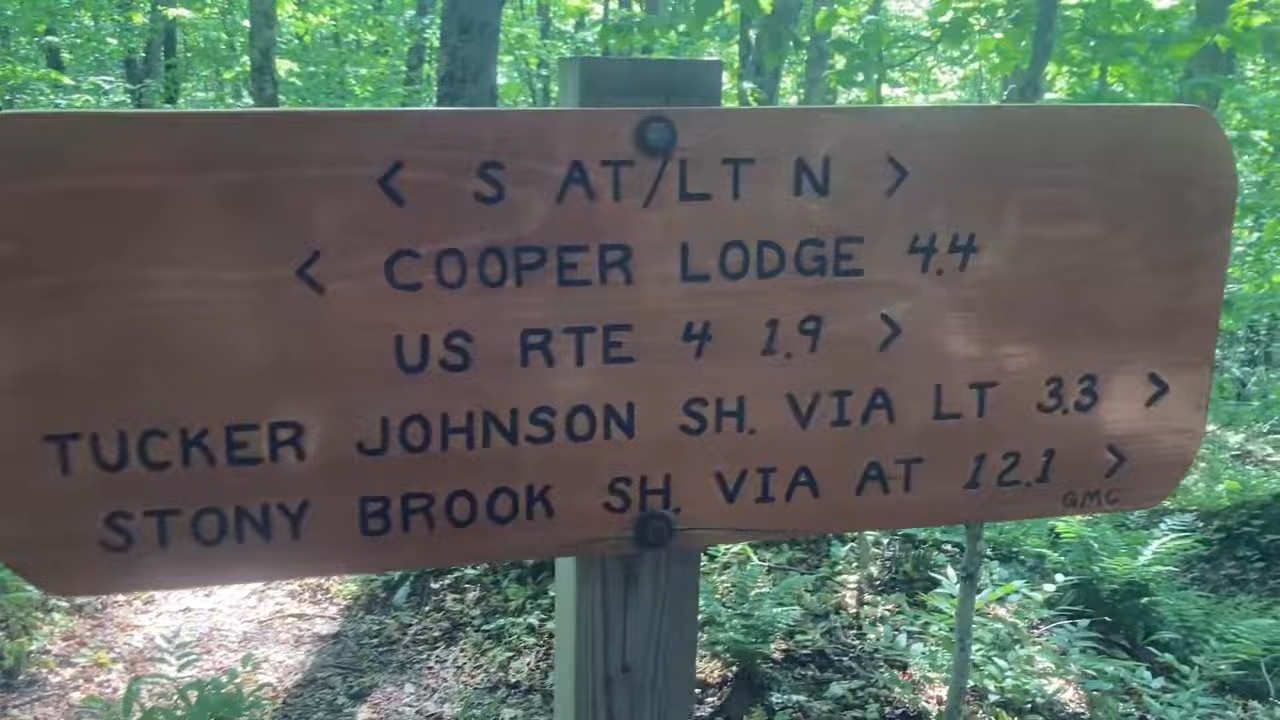 < S AT/LT N >
< COOPER LODGE 4.4
US RTE 4 1.9 >
TUCKER JOHNSON SH. VIA LT 3.3 >
STONY BROOK SH. VIA AT 12.1 >
GMC